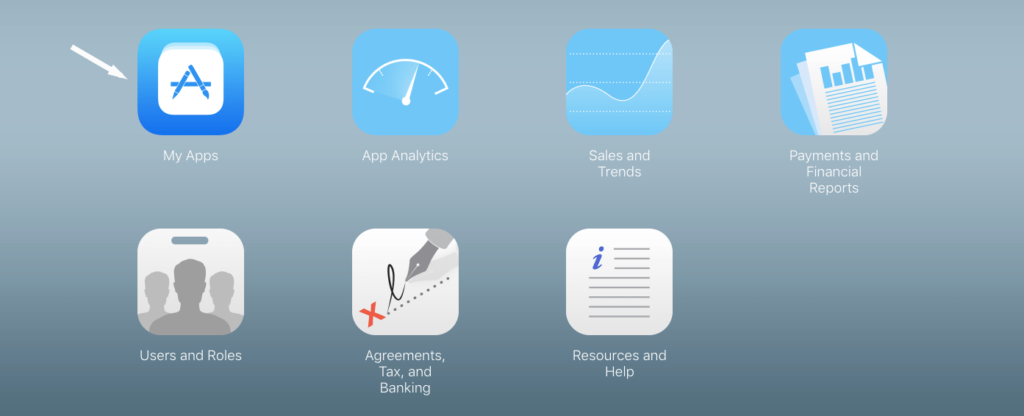 My Apps
App Analytics
Sales and
Trends
Payments and
Financial
Reports
i
Users and Roles
Agreements,
Tax, and
Banking
Resources and
Help